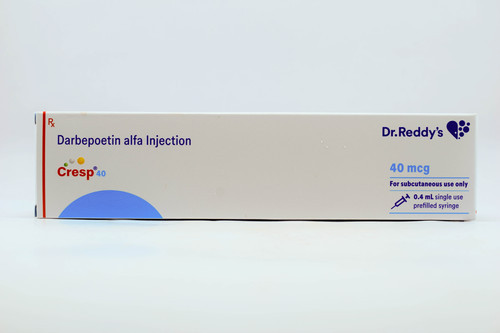 Rx
Darbepoetin alfa Injection
Cresp® 40
Dr.Reddy's
40 mcg
For subcutaneous use only
0.4 mL single use
prefilled syringe